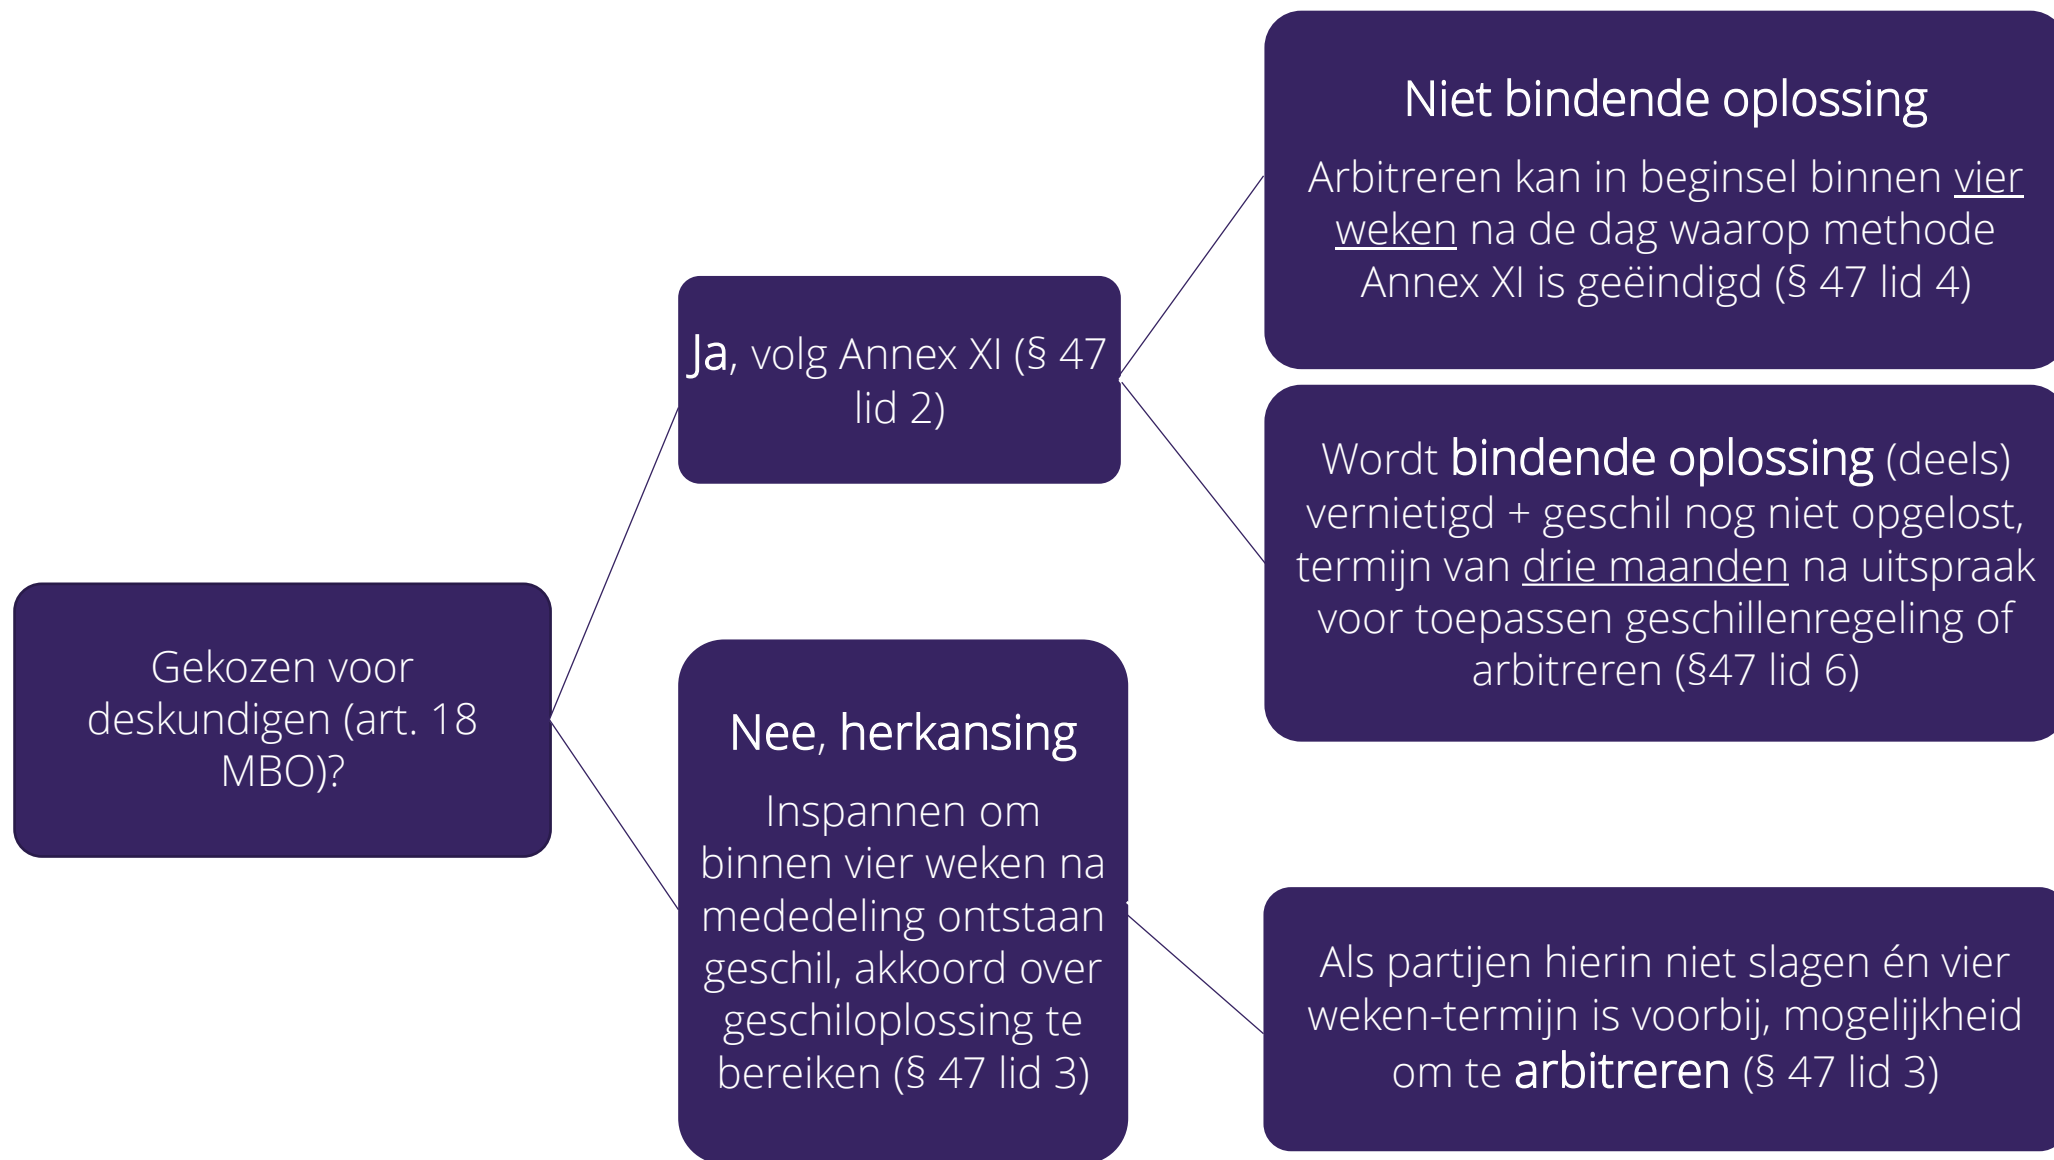 Gekozen voor
deskundigen (art. 18
MBO)?
Ja, volg Annex XI (§ 47
lid 2)
Niet bindende oplossing
Arbitreren kan in beginsel binnen vier
weken na de dag waarop methode
Annex XI is geëindigd (§ 47 lid 4)
Wordt bindende oplossing (deels)
vernietigd + geschil nog niet opgelost,
termijn van drie maanden na uitspraak
voor toepassen geschillenregeling of
arbitreren (§47 lid 6)
Nee, herkansing
Inspannen om
binnen vier weken na
mededeling ontstaan
geschil, akkoord over
geschiloplossing te
bereiken (§ 47 lid 3)
Als partijen hierin niet slagen én vier
weken-termijn is voorbij, mogelijkheid
om te arbitreren (§ 47 lid 3)